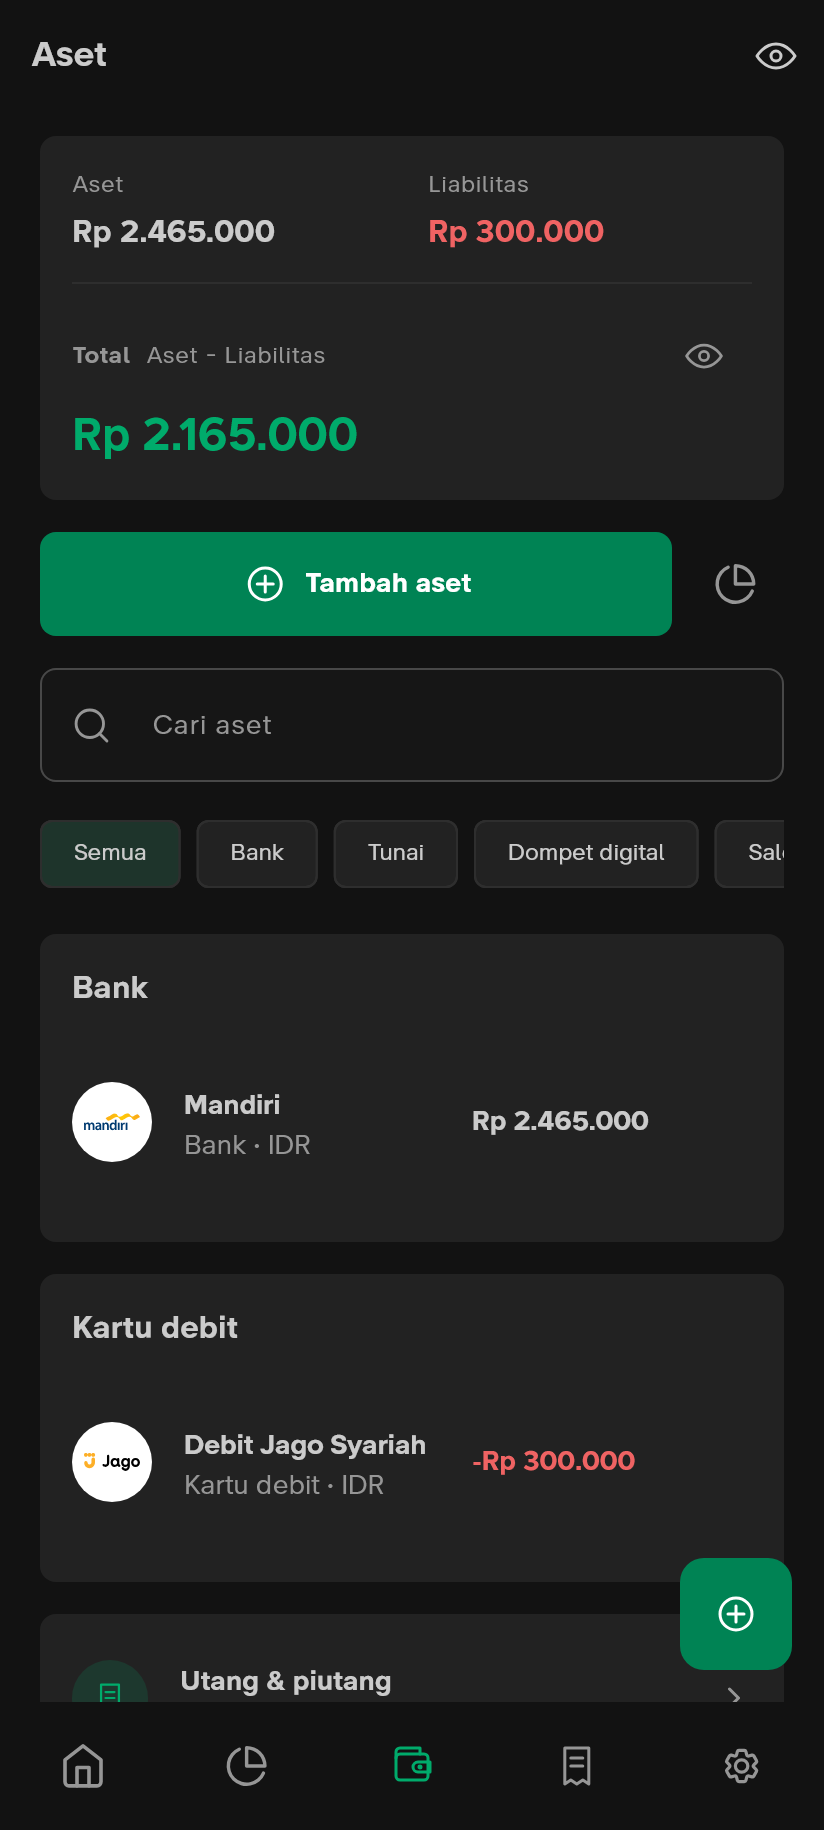 Aset
Aset Liabilitas
Rp 2.465.000 Rp 300.000
Total Aset - Liabilitas
Rp 2.165.000
Tambah aset
Cari aset
Semua Bank Tunai Dompet digital
Bank
mandiri
Mandiri
Bank · IDR
Rp 2.465.000
Kartu debit
Jago
Debit Jago Syariah
Kartu debit · IDR
-Rp 300.000
Utang & piutang